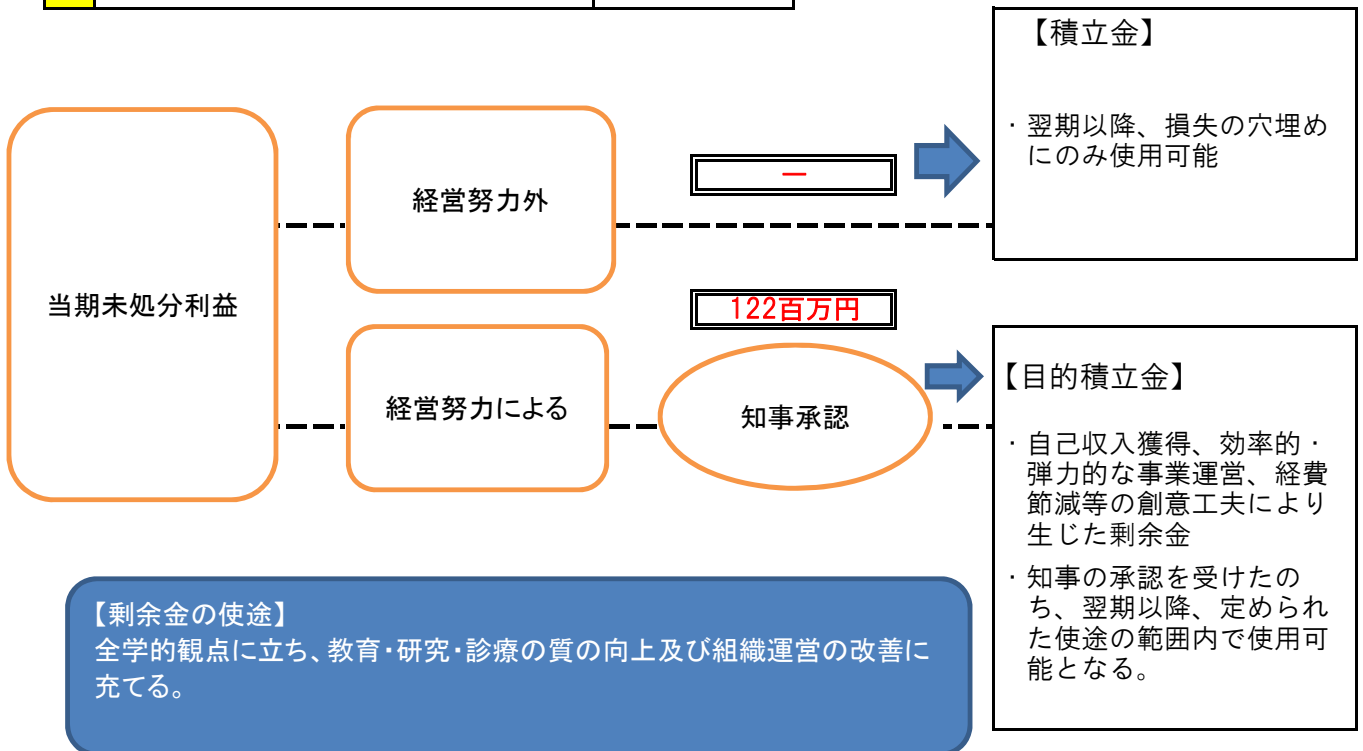 当期未処分利益
経営努力外
－
【積立金】
・翌期以降、損失の穴埋め
にのみ使用可能
経営努力による
122百万円
知事承認
【目的積立金】
・自己収入獲得、効率的・
弾力的な事業運営、経費
節減等の創意工夫により
生じた剰余金
・知事の承認を受けたの
ち、翌期以降、定められ
た使途の範囲内で使用可
能となる。
【剰余金の使途】
全学的観点に立ち、教育・研究・診療の質の向上及び組織運営の改善に
充てる。